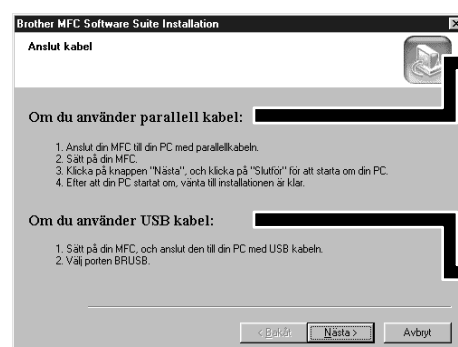 Brother MFC Software Suite Installation
Anslut kabel
Om du använder parallell kabel:
1. Anslut din MFC till din PC med parallellkabeln.
2. Sätt på din MFC.
3. Klicka på knappen "Nästa", och klicka på "Slutför" för att starta om din PC.
4. Efter att din PC startat om, vänta till installationen är klar.
Om du använder USB kabel:
1. Sätt på din MFC, och anslut den till din PC med USB kabeln.
2. Välj porten BRUSB.
< Bakåt Nästa > Avbryt